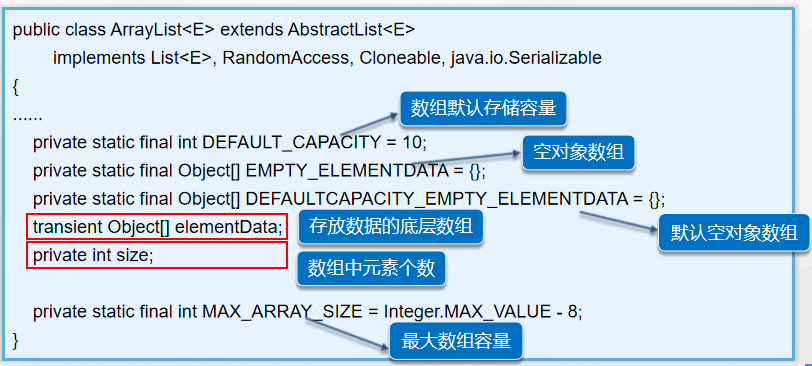 public class ArrayList<E> extends AbstractList<E>
implements List<E>, RandomAccess, Cloneable, java.io.Serializable
{
......
数组默认存储容量
private static final int DEFAULT_CAPACITY = 10;
空对象数组
private static final Object[] EMPTY_ELEMENTDATA = {};
private static final Object[] DEFAULTCAPACITY_EMPTY_ELEMENTDATA = {};
transient Object[] elementData;
存放数据的底层数组
默认空对象数组
private int size;
数组中元素个数
private static final int MAX_ARRAY_SIZE = Integer.MAX_VALUE - 8;
最大数组容量
}